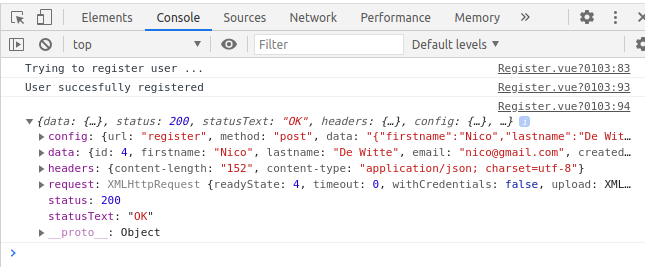 Elements Console Sources Network Performance Memory »
top Filter Default levels
Trying to register user ... Register.vue?0103:83
User succesfully registered Register.vue?0103:93
Register.vue?0103:94
{data: {…}, status: 200, statusText: "OK", headers: {…}, config: {…}, …} i
config: {url: "register", method: "post", data: "{"firstname":"Nico","lastname":"De Wit…
data: {id: 4, firstname: "Nico", lastname: "De Witte", email: "nico@gmail.com", created…
headers: {content-length: "152", content-type: "application/json; charset=utf-8"}
request: XMLHttpRequest {readyState: 4, timeout: 0, withCredentials: false, upload: XML…
status: 200
statusText: "OK"
__proto__: Object